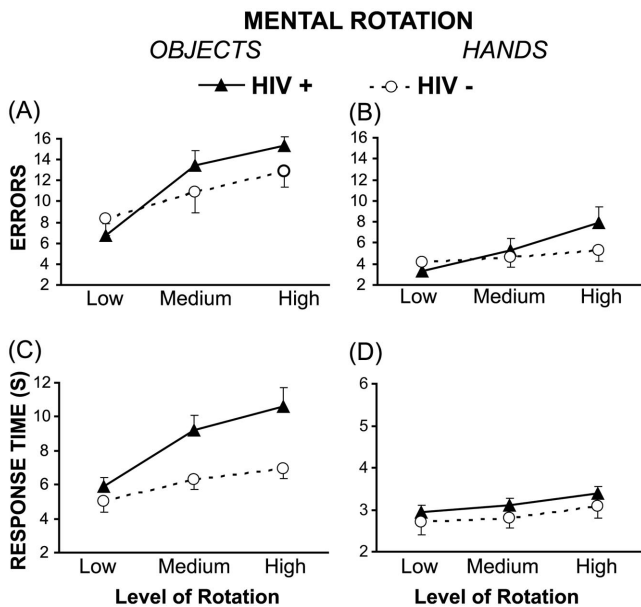 MENTAL ROTATION
OBJECTS HANDS
HIV + HIV -
(A) (B)
ERRORS
16
14
12
10
8
6
4
2
Low Medium High
16
14
12
10
8
6
4
2
Low Medium High
(C) (D)
RESPONSE TIME (S)
12
10
8
6
4
2
Low Medium High
Level of Rotation
6
5
4
3
2
Low Medium High
Level of Rotation